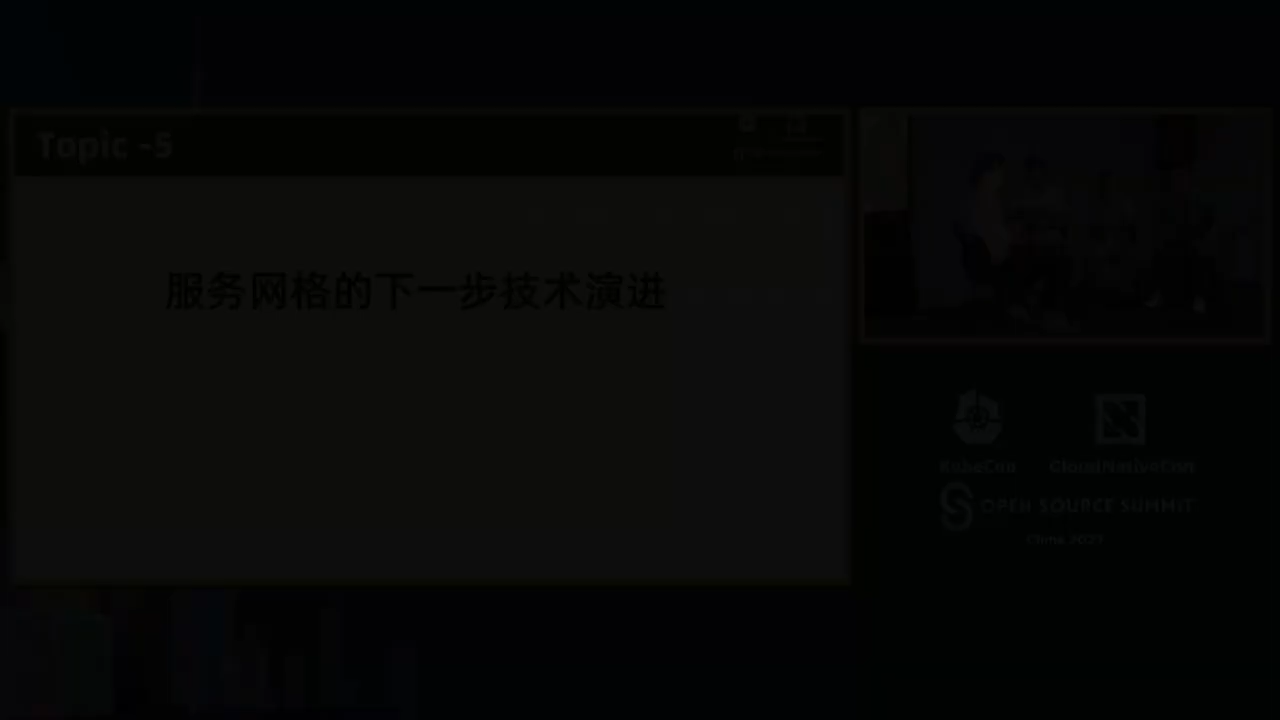 Topic -5
服务网格的下一步技术演进
KubeCon
CloudNativeCon
OPEN SOURCE SUMMIT
China 2023